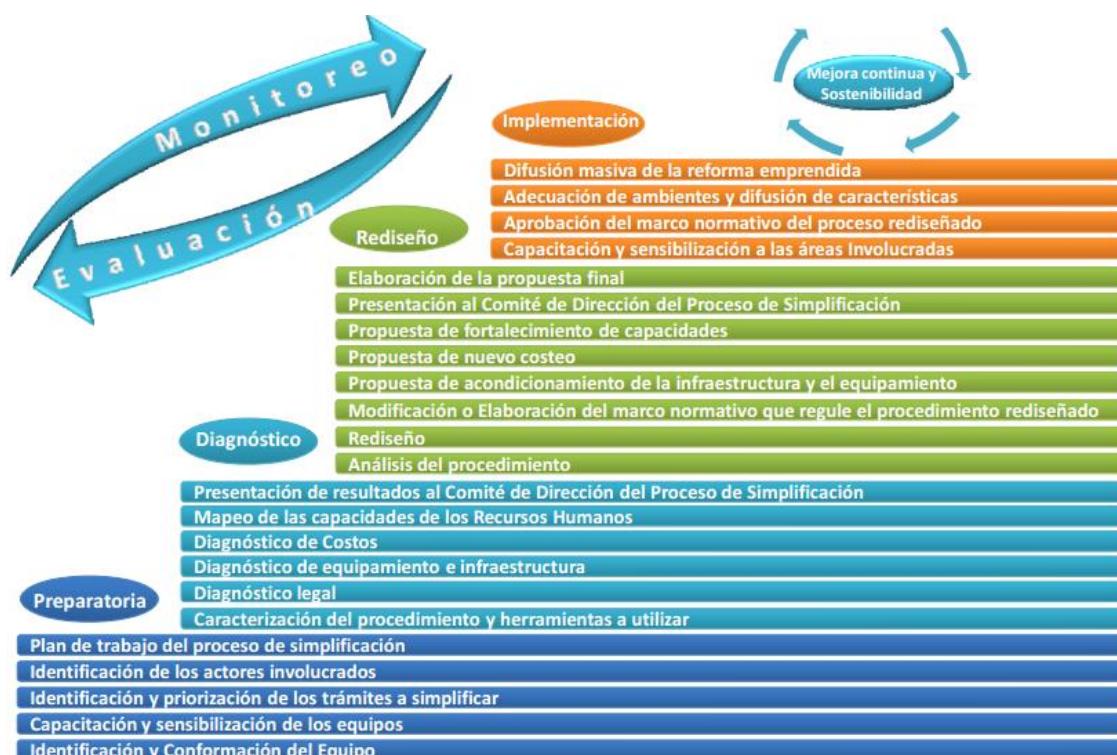 Monitoreo
Evaluación
Mejora continua y
Sostenibilidad
Implementación
Difusión masiva de la reforma emprendida
Adecuación de ambientes y difusión de características
Aprobación del marco normativo del proceso rediseñado
Capacitación y sensibilización a las áreas Involucradas
Rediseño
Elaboración de la propuesta final
Presentación al Comité de Dirección del Proceso de Simplificación
Propuesta de fortalecimiento de capacidades
Propuesta de nuevo costeo
Propuesta de acondicionamiento de la infraestructura y el equipamiento
Modificación o Elaboración del marco normativo que regule el procedimiento rediseñado
Rediseño
Análisis del procedimiento
Diagnóstico
Presentación de resultados al Comité de Dirección del Proceso de Simplificación
Mapeo de las capacidades de los Recursos Humanos
Diagnóstico de Costos
Diagnóstico de equipamiento e infraestructura
Diagnóstico legal
Caracterización del procedimiento y herramientas a utilizar
Preparatoria
Plan de trabajo del proceso de simplificación
Identificación de los actores involucrados
Identificación y priorización de los trámites a simplificar
Capacitación y sensibilización de los equipos
Identificación y Conformación del Equipo